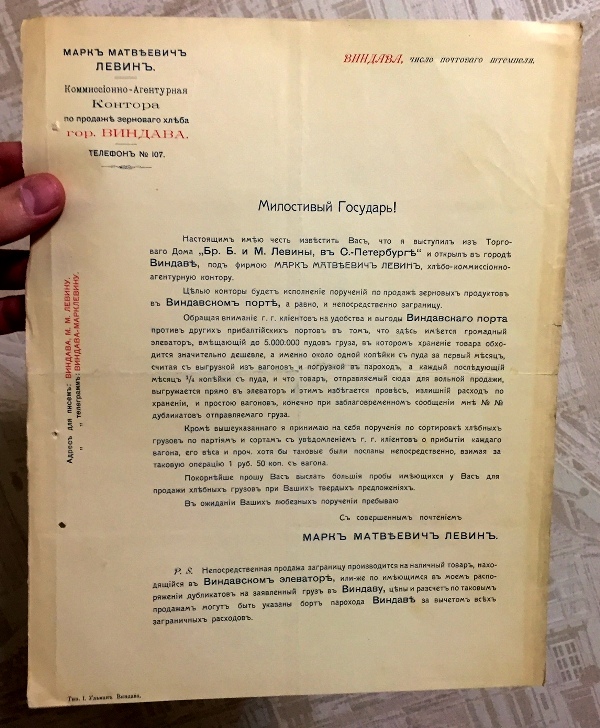 МАРКЪ МАТВѢЕВИЧЪ
ЛЕВИНЪ.
Коммиссіонно-Агентурная
Контора
по продажѣ зерноваго хлѣба
гор. ВИНДАВА.
ТЕЛЕФОНЪ № 107.
ВИНДАВА, число почтоваго штемпеля.
Милостивый Государь!
Настоящимъ имѣю честь извѣстить Васъ, что я выступилъ изъ Торго-
ваго Дома „Бр. Б. и М. Левины, въ С.-Петербургѣ" и открылъ въ городѣ
Виндавѣ, подъ фирмою МАРКЪ МАТВѢЕВИЧЪ ЛЕВИНЪ, хлѣбо-коммиссіонно-
агентурную контору.
Цѣлью конторы будетъ исполненіе порученій по продажѣ зерновыхъ продуктовъ
въ Виндавскомъ портѣ, а равно, и непосредственно заграницу.
Обращая вниманіе г. г. кліентовъ на удобства и выгоды Виндавскаго порта
противъ другихъ прибалтійскихъ портовъ въ томъ, что здѣсь имѣется громадный
элеваторъ, вмѣщающій до 5.000.000 пудовъ груза, въ которомъ храненіе товара обхо-
дится значительно дешевле, а именно около одной копѣйки съ пуда за первый мѣсяцъ,
считая съ выгрузкой изъ вагоновъ и погрузкой въ пароходъ, а каждый послѣдующій
мѣсяцъ ¾ копѣйки съ пуда, и что товаръ, отправляемый сюда для вольной продажи,
выгружается прямо въ элеваторъ и этимъ избѣгается провѣсъ, излишній расходъ по
храненіи, и простою вагоновъ, конечно при заблаговременномъ сообщеніи мнѣ №№
дубликатовъ отправляемаго груза.
Кромѣ вышеуказаннаго я принимаю на себя порученія по сортировкѣ хлѣбныхъ
грузовъ по партіямъ и сортамъ съ увѣдомленіемъ г. г. кліентовъ о прибытіи каждаго
вагона, его вѣса и проч. хотя бы таковые были посланы непосредственно, взимая за
таковую операцію 1 руб. 50 коп. съ вагона.
Покорнѣйше прошу Васъ выслать большія пробы имѣющихся у Васъ для
продажи хлѣбныхъ грузовъ при Вашихъ твердыхъ предложеніяхъ.
Въ ожиданіи Вашихъ любезныхъ порученій пребываю
Съ совершеннымъ почтеніемъ
МАРКЪ МАТВѢЕВИЧЪ ЛЕВИНЪ.
P. S. Непосредственная продажа заграницу производится на наличный товаръ, нахо-
дящійся въ Виндавскомъ элеваторѣ, или-же по имѣющимся въ моемъ распо-
ряженіи дубликатовъ на заявленный грузъ въ Виндаву, цѣны и разсчетъ по таковымъ
продажамъ могутъ быть указаны бортъ парохода Виндавѣ за вычетомъ всѣхъ
заграничныхъ расходовъ.
Адресъ для писемъ: ВИНДАВА, М. М. ЛЕВИНУ.
„ „ телеграммъ: ВИНДАВА-МАРКЛЕВИНУ.
Тип. І. Ульманъ Виндава.